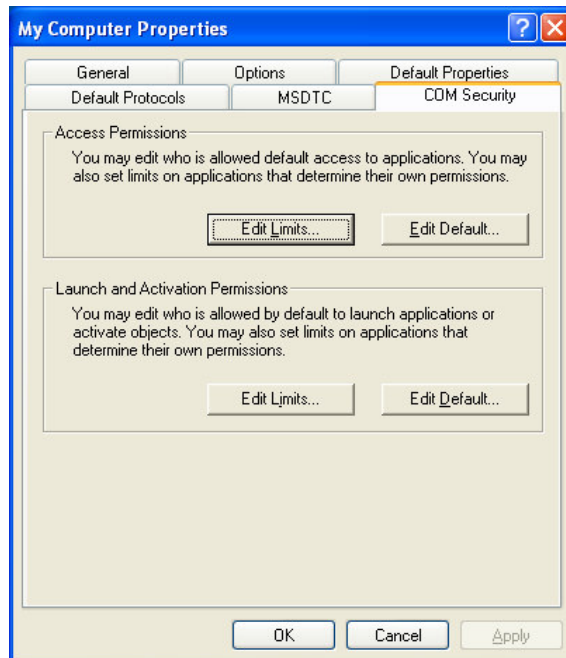 My Computer Properties
General Options Default Properties
Default Protocols MSDTC COM Security
Access Permissions
You may edit who is allowed default access to applications. You may
also set limits on applications that determine their own permissions.
Edit Limits... Edit Default...
Launch and Activation Permissions
You may edit who is allowed by default to launch applications or
activate objects. You may also set limits on applications that
determine their own permissions.
Edit Limits... Edit Default...
OK Cancel Apply